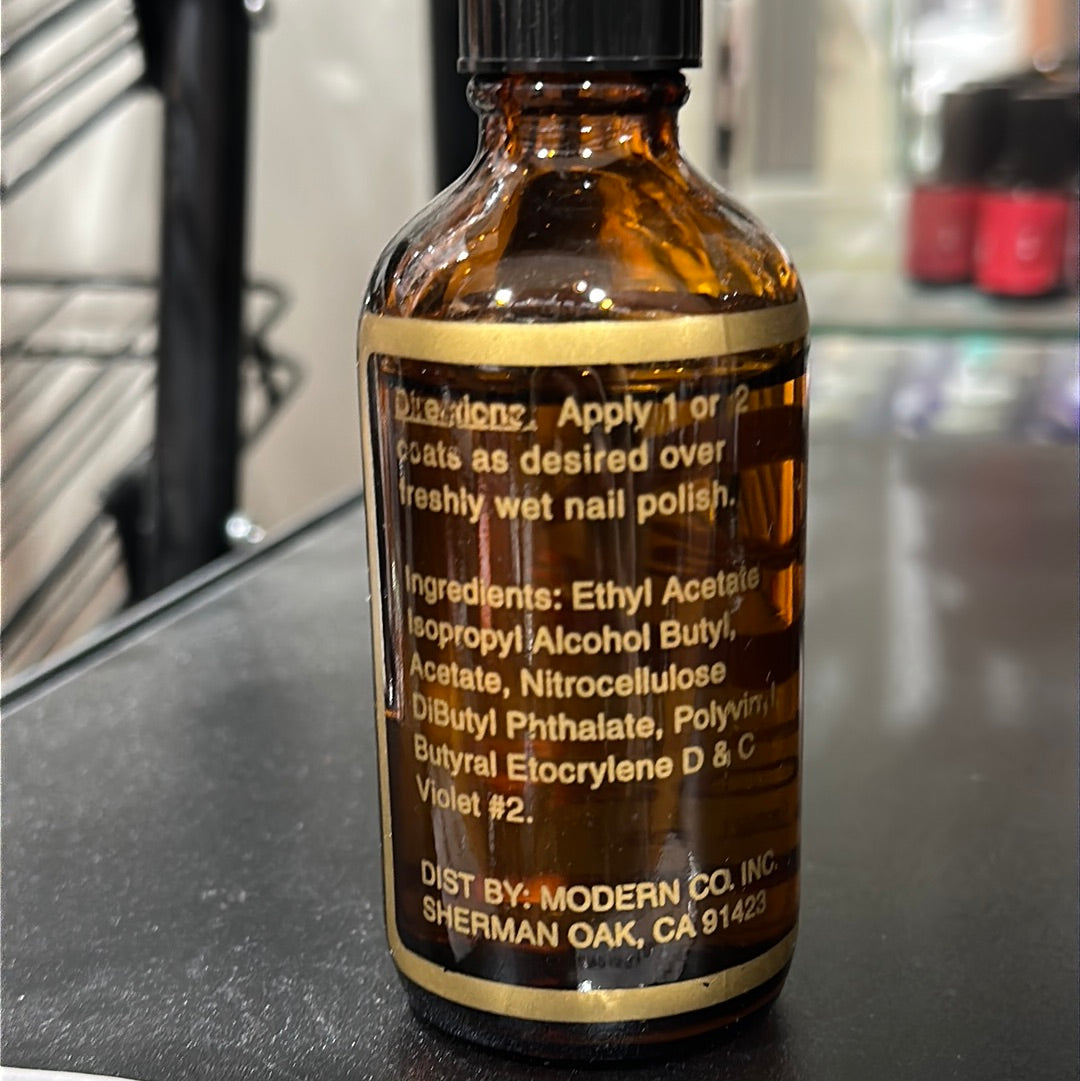 Directions: Apply 1 or 2
coats as desired over
freshly wet nail polish.
Ingredients: Ethyl Acetate
Isopropyl Alcohol Butyl,
Acetate, Nitrocellulose
DiButyl Phthalate, Polyvinyl
Butyral Etocrylene D & C
Violet #2.
DIST BY: MODERN CO. INC.
SHERMAN OAK, CA 91423